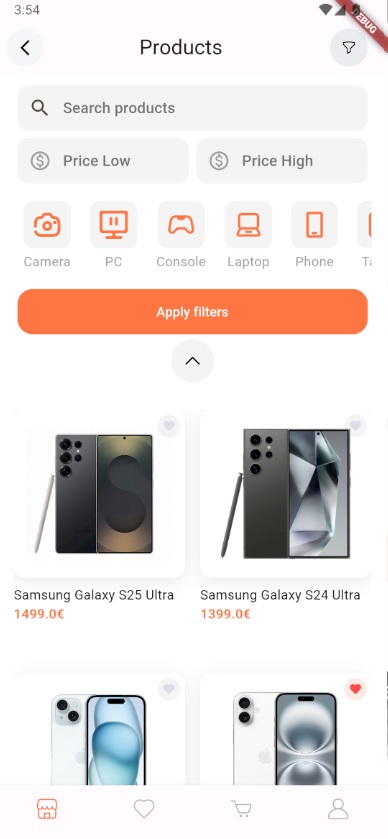 3:54
EBUG
Products
Search products
Price Low
Price High
Camera
PC
Console
Laptop
Phone
Apply filters
Samsung Galaxy S25 Ultra
Samsung Galaxy S24 Ultra
1499.0€
1399.0€